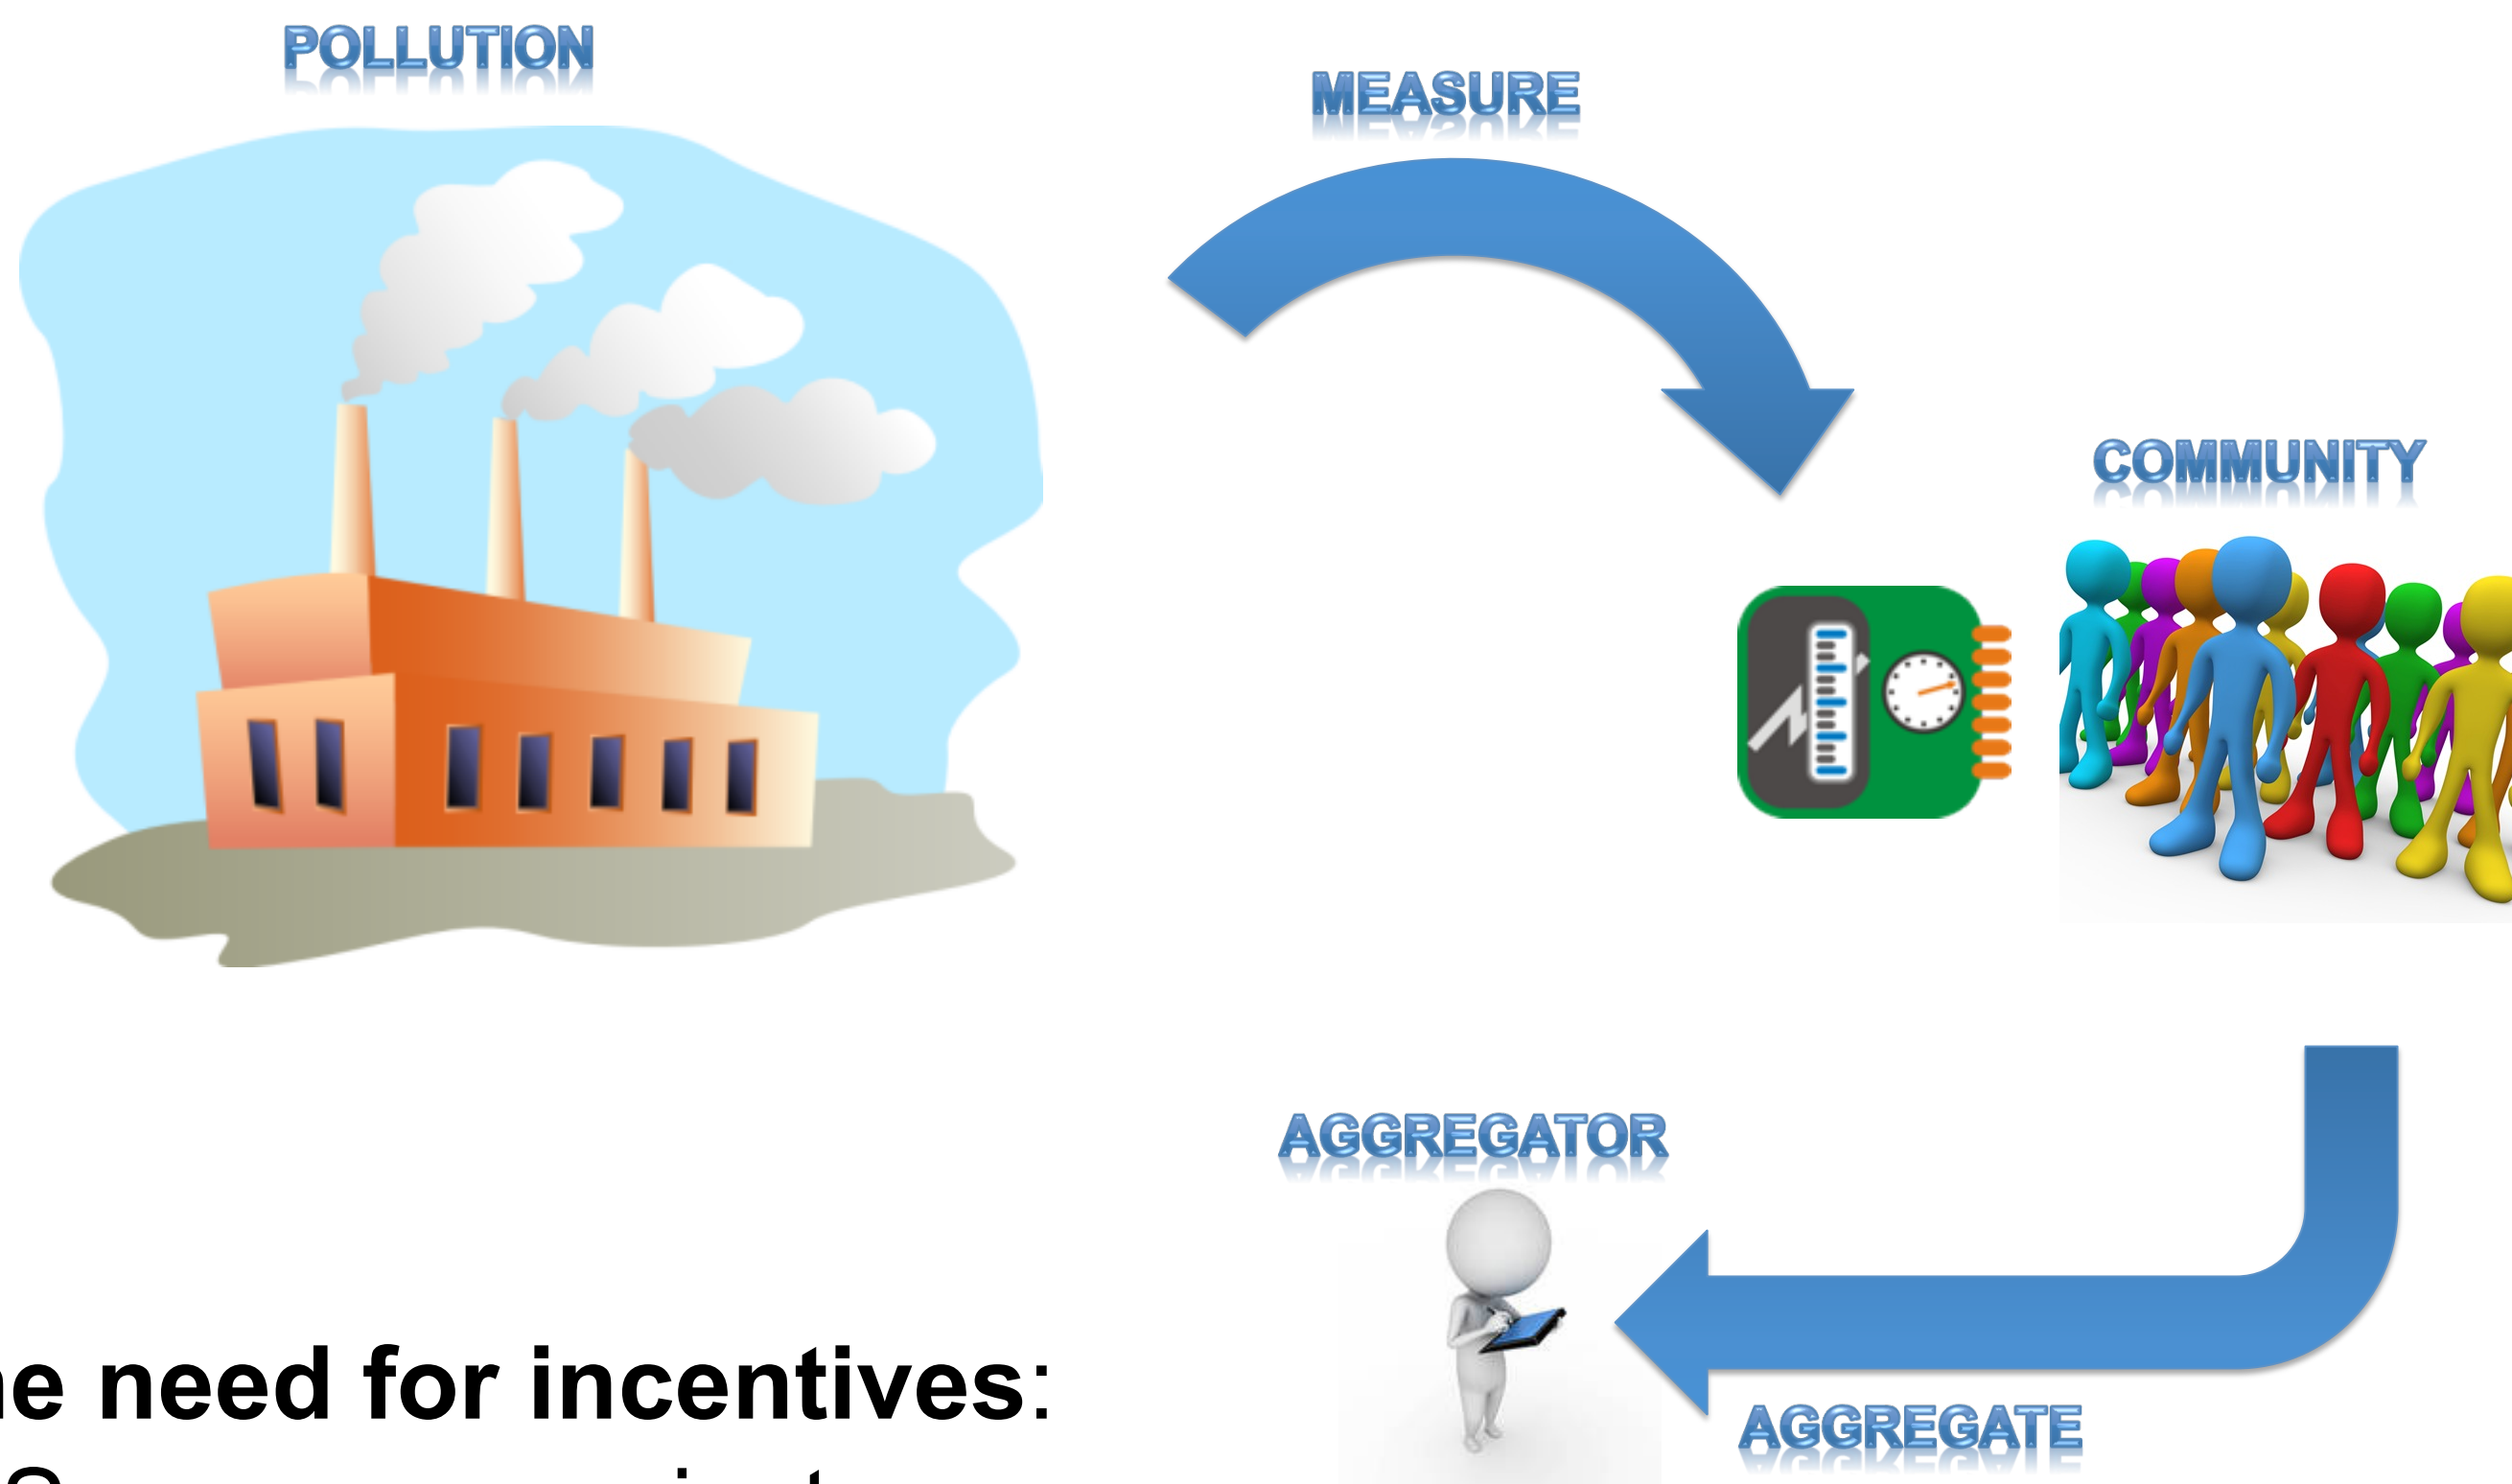 POLLUTION
MEASURE
COMMUNITY
AGGREGATOR
need for incentives:
AGGREGATE